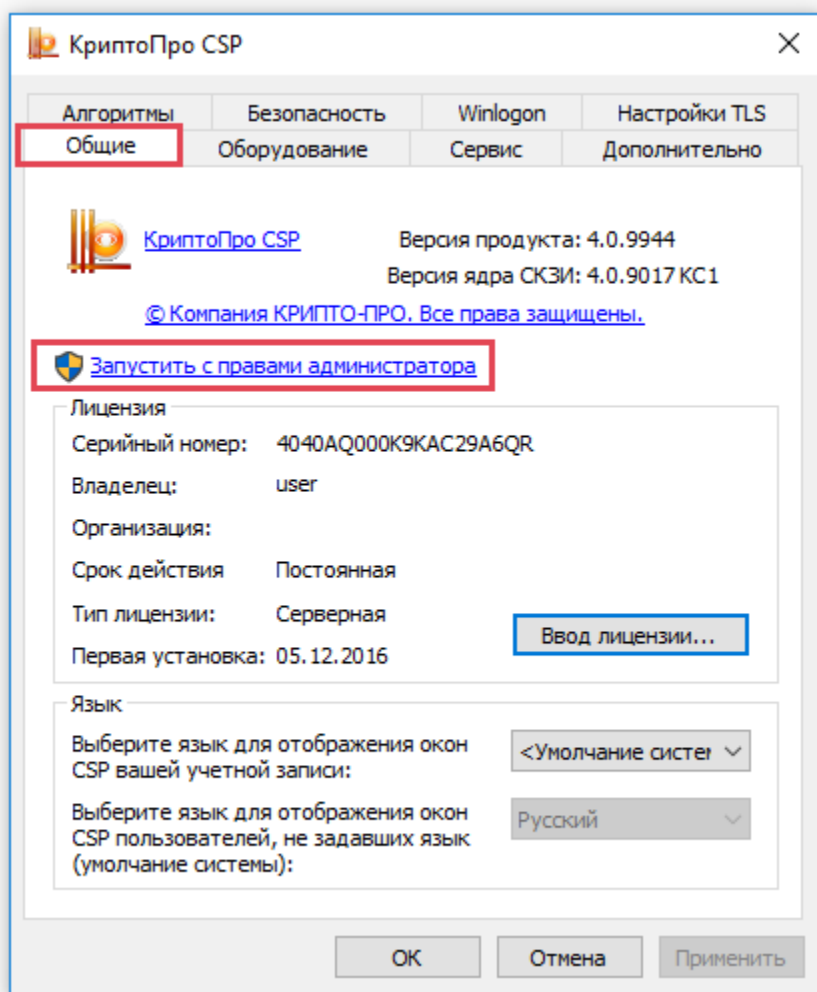 КриптоПро CSP
Алгоритмы Безопасность Winlogon Настройки TLS
Общие Оборудование Сервис Дополнительно
КриптоПро CSP Версия продукта: 4.0.9944
Версия ядра СКЗИ: 4.0.9017 KC1
© Компания КРИПТО-ПРО. Все права защищены.
Запустить с правами администратора
Лицензия
Серийный номер: 4040AQ000K9KAC29A6QR
Владелец: user
Организация:
Срок действия Постоянная
Тип лицензии: Серверная
Ввод лицензии...
Первая установка: 05.12.2016
Язык
Выберите язык для отображения окон
CSP вашей учетной записи:
<Умолчание систег
Выберите язык для отображения окон
CSP пользователей, не задавших язык
(умолчание системы):
Русский
ОК Отмена Применить